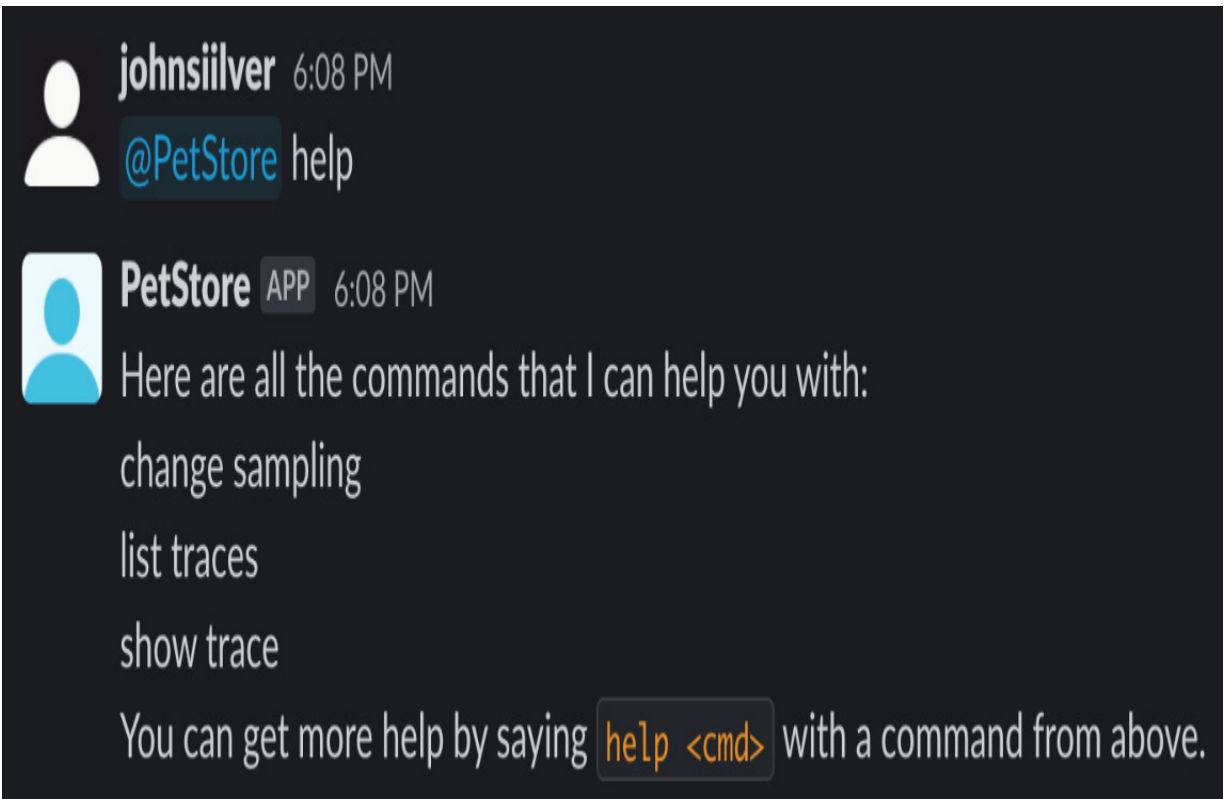 johnsiilver 6:08 PM
@PetStore help
PetStore APP 6:08 PM
Here are all the commands that I can help you with:
change sampling
list traces
show trace
You can get more help by saying help <cmd> with a command from above.